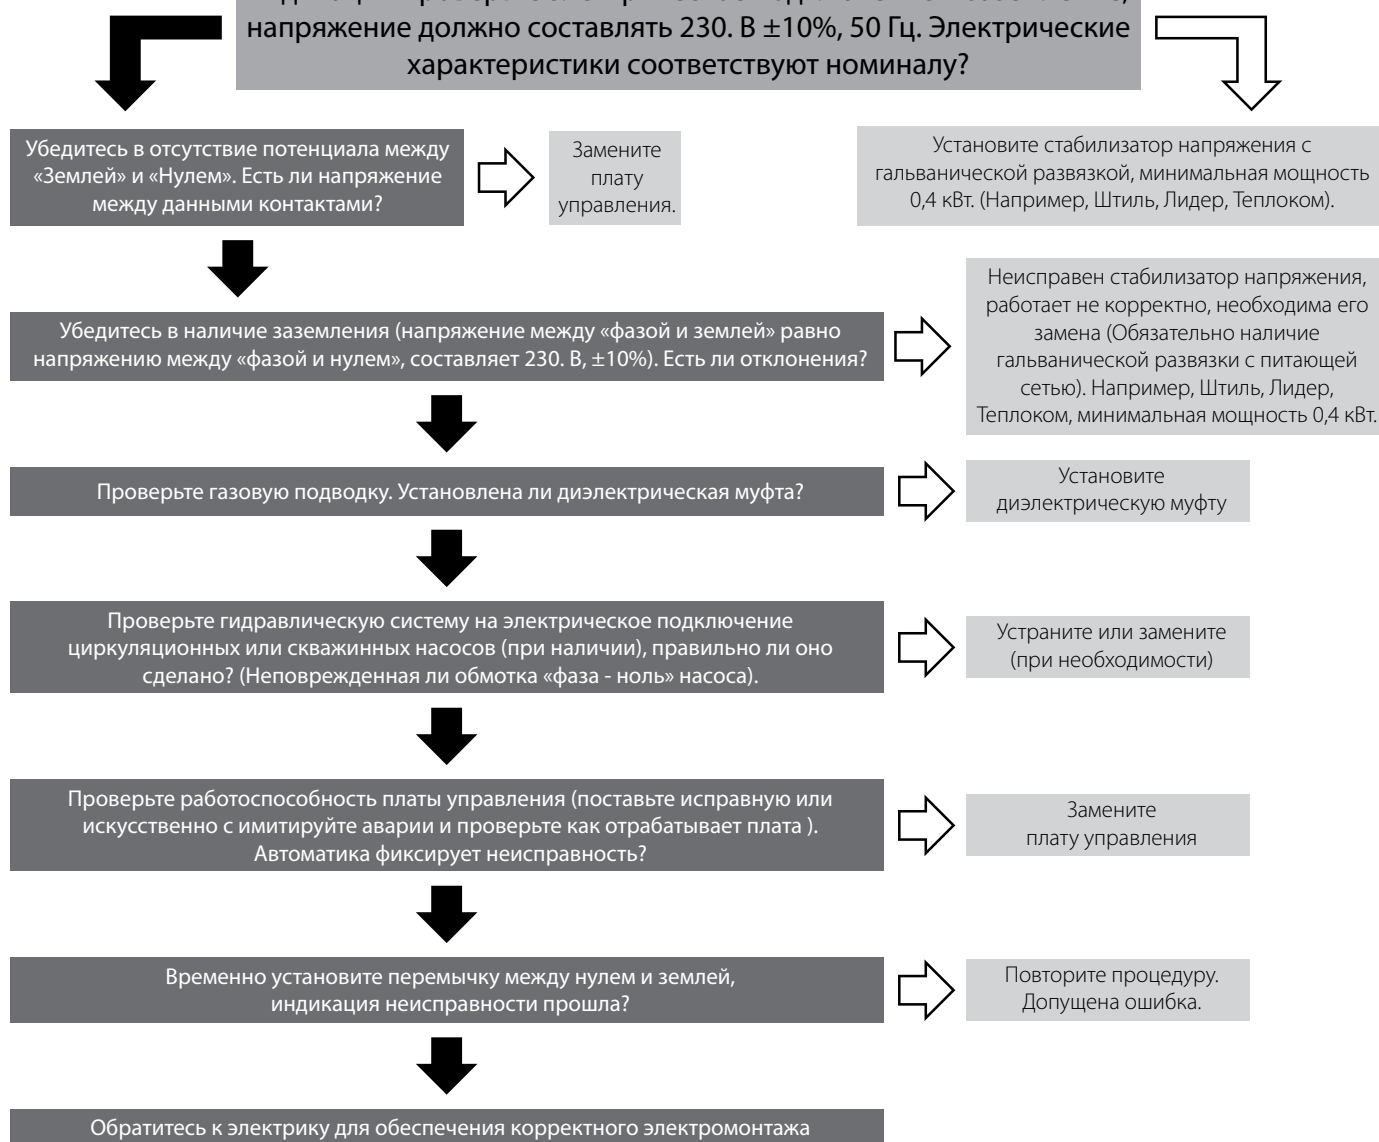 напряжение должно составлять 230. В ±10%, 50 Гц. Электрические
характеристики соответствуют номиналу?
Убедитесь в отсутствие потенциала между
«Землей» и «Нулем». Есть ли напряжение
между данными контактами?
Замените
плату
управления.
Установите стабилизатор напряжения с
гальванической развязкой, минимальная мощность
0,4 кВт. (Например, Штиль, Лидер, Теплоком).
Убедитесь в наличие заземления (напряжение между «фазой и землей» равно
напряжению между «фазой и нулем», составляет 230. В, ±10%). Есть ли отклонения?
Неисправен стабилизатор напряжения,
работает не корректно, необходима его
замена (Обязательно наличие
гальванической развязки с питающей
сетью). Например, Штиль, Лидер,
Теплоком, минимальная мощность 0,4 кВт.
Проверьте газовую подводку. Установлена ли диэлектрическая муфта?
Установите
диэлектрическую муфту
Проверьте гидравлическую систему на электрическое подключение
циркуляционных или скважинных насосов (при наличии), правильно ли оно
сделано? (Неповрежденная ли обмотка «фаза - ноль» насоса).
Устраните или замените
(при необходимости)
Проверьте работоспособность платы управления (поставьте исправную или
искусственно с имитируйте аварии и проверьте как отрабатывает плата ).
Автоматика фиксирует неисправность?
Замените
плату управления
Временно установите перемычку между нулем и землей,
индикация неисправности прошла?
Повторите процедуру.
Допущена ошибка.
Обратитесь к электрику для обеспечения корректного электромонтажа